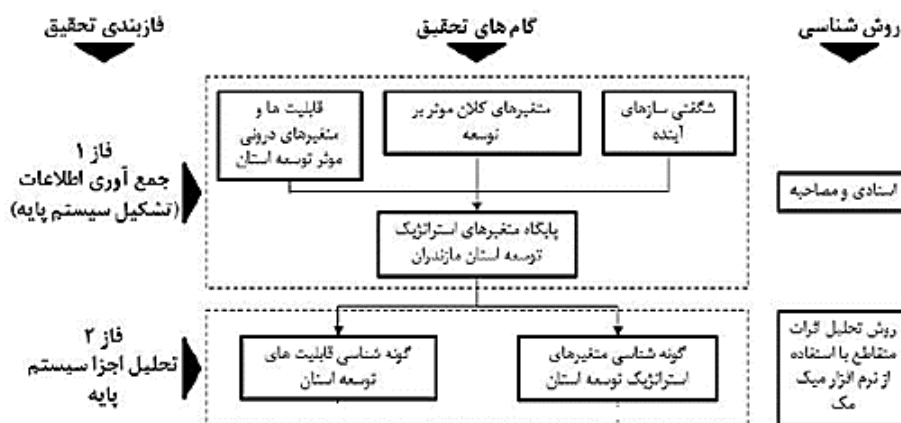 روش شناسی
گام های تحقیق
فازبندی تحقیق
شگفتی سازهای
آینده
متغیرهای کلان موثر بر
توسعه
قابلیت ها و
متغیرهای درونی
موثر توسعه استان
فاز ۱
جمع آوری اطلاعات
(تشکیل سیستم پایه)
اسنادی و مصاحبه
پایگاه متغیرهای استراتژیک
توسعه استان مازندران
روش تحلیل اثرات
متقاطع با استفاده
از نرم افزار میک
مک
گونه شناسی متغیرهای
استراتژیک توسعه استان
گونه شناسی قابلیت های
توسعه استان
فاز ۲
تحلیل اجزا سیستم
پایه